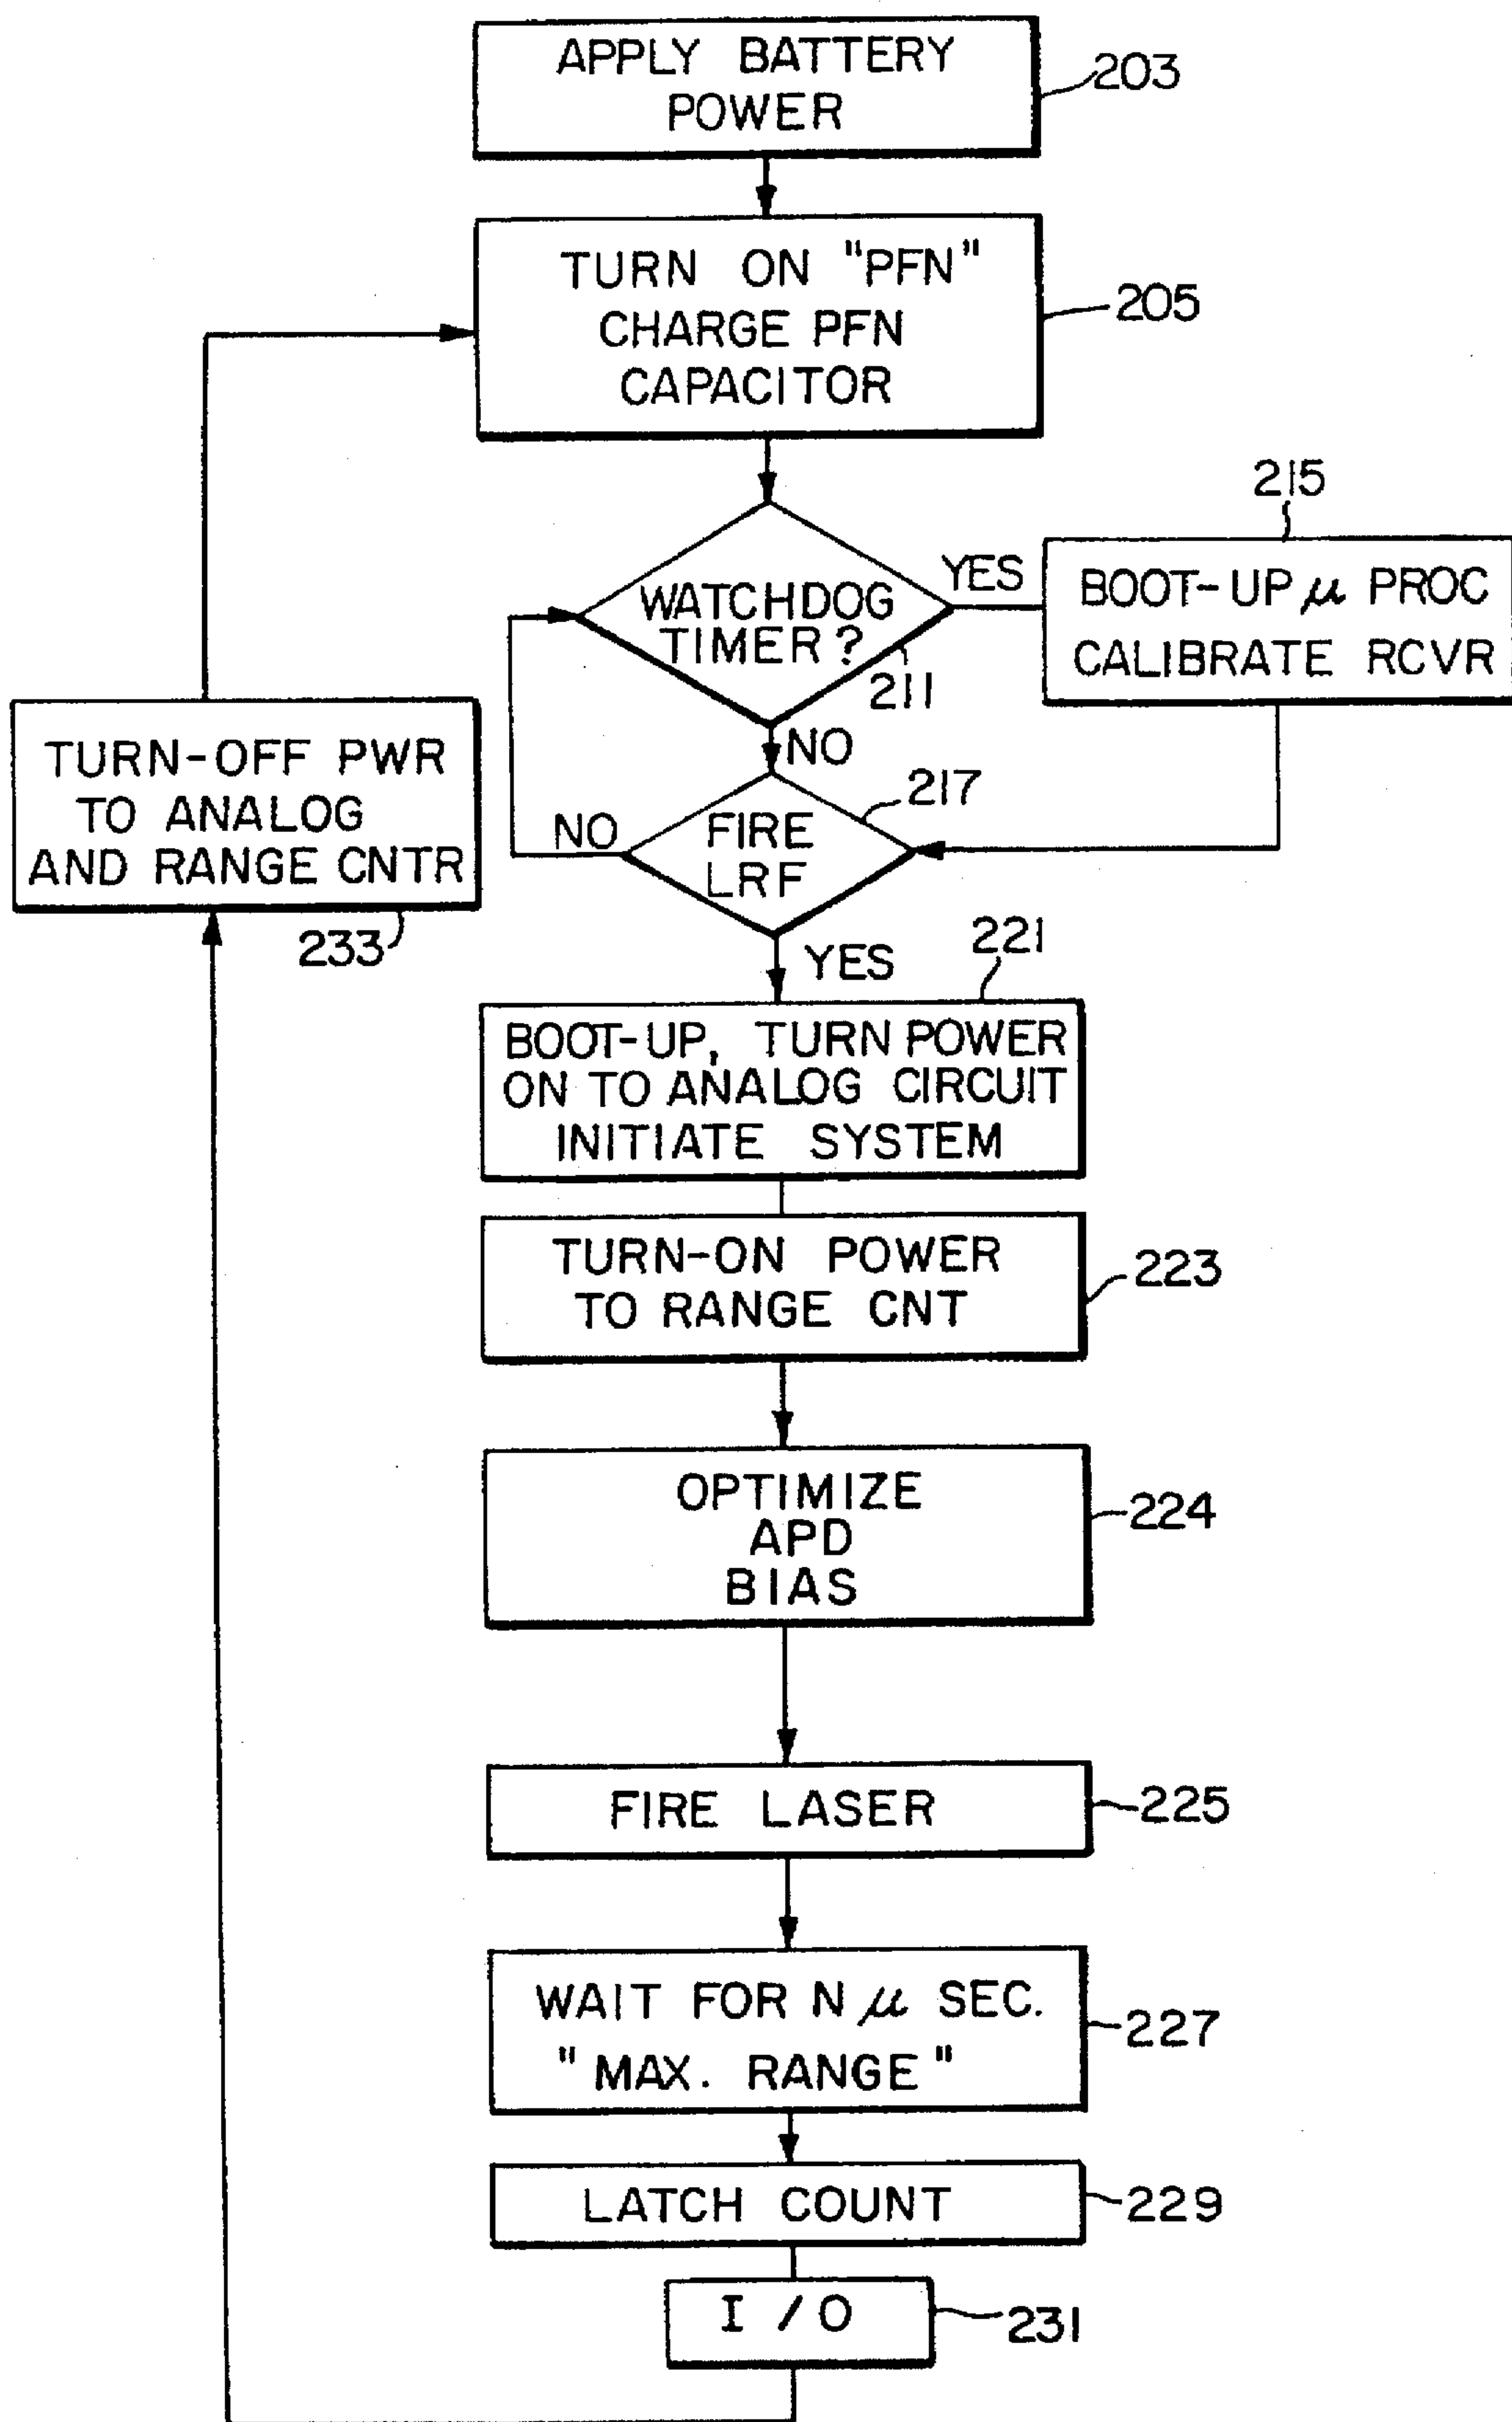 APPLY BATTERY
POWER
203
TURN ON "PFN"
CHARGE PFN
CAPACITOR
205
WATCHDOG
TIMER?
211
YES
215
BOOT-UP μ PROC
CALIBRATE RCVR
NO
217
FIRE
LRF
NO
YES
TURN-OFF PWR
TO ANALOG
AND RANGE CNTR
233
221
BOOT-UP, TURN POWER
ON TO ANALOG CIRCUIT
INITIATE SYSTEM
TURN-ON POWER
TO RANGE CNT
223
OPTIMIZE
APD
BIAS
224
FIRE LASER
225
WAIT FOR N μ SEC.
"MAX. RANGE"
227
LATCH COUNT
229
I/O
231